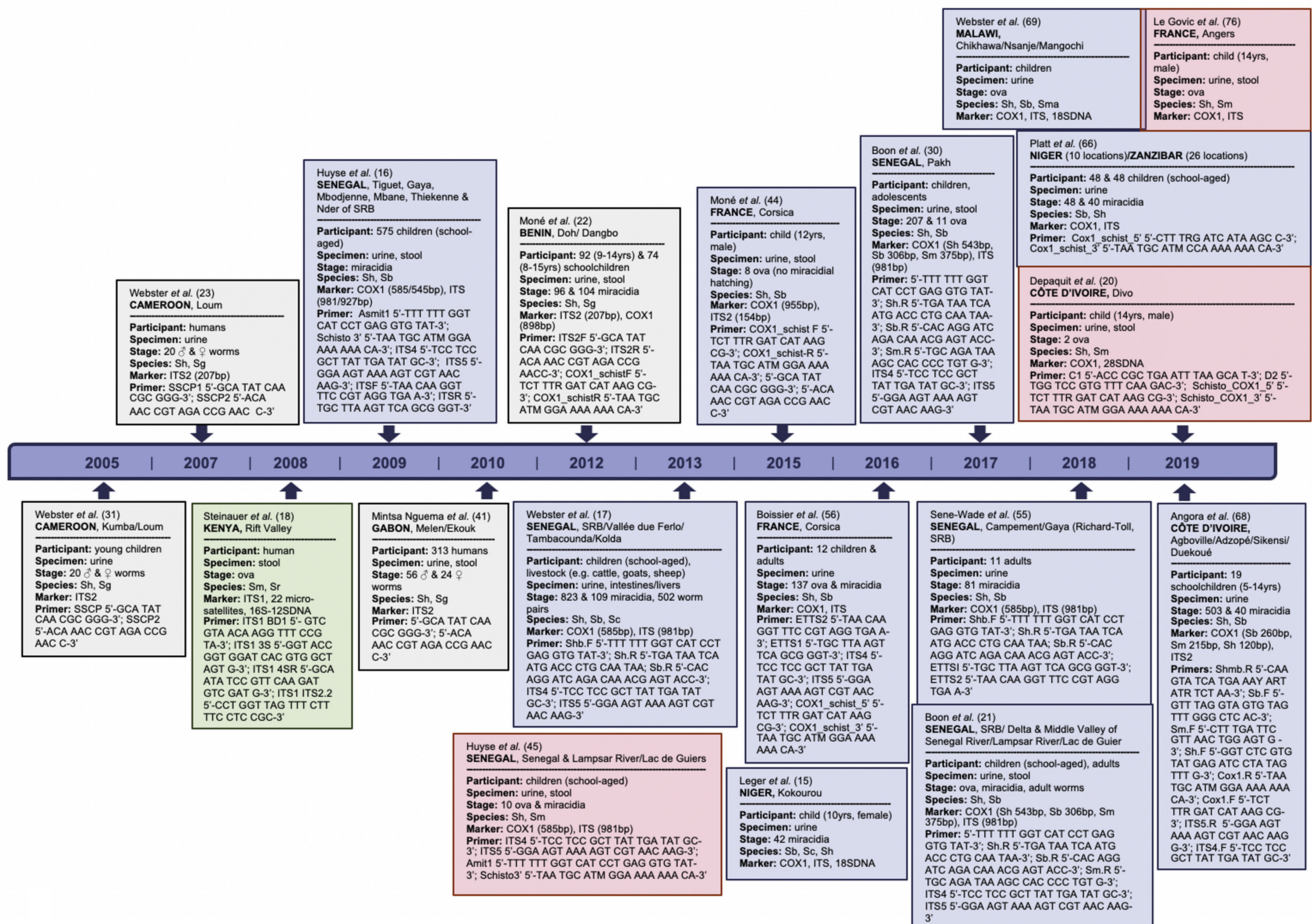 Webster et al. (69)
MALAWI,
Chikhawa/Nsanje/Mangochi
Participant: children
Specimen: urine
Stage: ova
Species: Sh, Sb, Sma
Marker: COX1, ITS, 18SDNA
Le Govic et al. (76)
FRANCE, Angers
Participant: child (14yrs,
male)
Specimen: urine, stool
Stage: ova
Species: Sh, Sm
Marker: COX1, ITS
Webster et al. (23)
CAMEROON, Loum
Participant: humans
Specimen: urine
Stage: 20 ♂ & ♀ worms
Species: Sh, Sg
Marker: ITS2 (207bp)
Primer: SSCP1 5'-GCA TAT CAA
CGC GGG-3'; SSCP2 5'-ACA
AAC CGT AGA CCG AAC C-3'
Huyse et al. (16)
SENEGAL, Tiguet, Gaya,
Mbodjenne, Mbane, Thiekenne &
Nder of SRB
Participant: 575 children (school-
aged)
Specimen: urine, stool
Stage: miracidia
Species: Sh, Sb
Marker: COX1 (585/545bp), ITS
(981/927bp)
Primer: Asmit1 5'-TTT TTT GGT
CAT CCT GAG GTG TAT-3';
Schisto 3' 5'-TAA TGC ATM GGA
AAA AAA CA-3'; ITS4 5'-TCC TCC
GCT TAT TGA TAT GC-3'; ITS5 5'-
GGA AGT AAA AGT CGT AAC
AAG-3'; ITSF 5'-TAA CAA GGT
TTC CGT AGG TGA A-3'; ITSR 5'-
TGC TTA AGT TCA GCG GGT-3'
Moné et al. (22)
BENIN, Doh/ Dangbo
Participant: 92 (9-14yrs) & 74
(8-15yrs) schoolchildren
Specimen: urine, stool
Stage: 96 & 104 miracidia
Species: Sh, Sg
Marker: ITS2 (207bp), COX1
(898bp)
Primer: ITS2F 5'-GCA TAT
CAA CGC GGG-3'; ITS2R 5'-
ACA AAC CGT AGA CCG
AACC-3'; COX1_schistF 5'-
TCT TTR GAT CAT AAG CG-
3'; COX1_schistR 5'-TAA TGC
ATM GGA AAA AAA CA-3'
Moné et al. (44)
FRANCE, Corsica
Participant: child (12yrs,
male)
Specimen: urine, stool
Stage: 8 ova (no miracidial
hatching)
Species: Sh, Sb
Marker: COX1 (955bp),
ITS2 (154bp)
Primer: COX1_schist F 5'-
TCT TTR GAT CAT AAG
CG-3'; COX1_schist-R 5'-
TAA TGC ATM GGA AAA
AAA CA-3'; 5'-GCA TAT
CAA CGC GGG-3'; 5'-ACA
AAC CGT AGA CCG AAC
C-3'
Boon et al. (30)
SENEGAL, Pakh
Participant: children,
adolescents
Specimen: urine, stool
Stage: 207 & 11 ova
Species: Sh, Sb
Marker: COX1 (Sh 543bp,
Sb 306bp, Sm 375bp), ITS
(981bp)
Primer: 5'-TTT TTT GGT
CAT CCT GAG GTG TAT-
3'; Sh.R 5'-TGA TAA TCA
ATG ACC CTG CAA TAA-
3'; Sb.R 5'-CAC AGG ATC
AGA CAA ACG AGT ACC-
3'; Sm.R 5'-TGC AGA TAA
AGC CAC CCC TGT G-3';
ITS4 5'-TCC TCC GCT
TAT TGA TAT GC-3'; ITS5
5'-GGA AGT AAA AGT
CGT AAC AAG-3'
Platt et al. (66)
NIGER (10 locations)/ZANZIBAR (26 locations)
Participant: 48 & 48 children (school-aged)
Specimen: urine
Stage: 48 & 40 miracidia
Species: Sb, Sh
Marker: COX1, ITS
Primer: Cox1_schist_5' 5'-CTT TRG ATC ATA AGC C-3';
Cox1_schist_3' 5'-TAA TGC ATM CCA AAA AAA CA-3'
Depaquit et al. (20)
CÔTE D'IVOIRE, Divo
Participant: child (14yrs, male)
Specimen: urine, stool
Stage: 2 ova
Species: Sh, Sm
Marker: COX1, 28SDNA
Primer: C1 5'-ACC CGC TGA ATT TAA GCA T-3'; D2 5'-
TGG TCC GTG TTT CAA GAC-3'; Schisto_COX1_5' 5'-
TCT TTR GAT CAT AAG CG-3'; Schisto_COX1_3' 5'-
TAA TGC ATM GGA AAA AAA CA-3'
2005 | 2007 | 2008 | 2009 | 2010 | 2012 | 2013 | 2015 | 2016 | 2017 | 2018 | 2019
Webster et al. (31)
CAMEROON, Kumba/Loum
Participant: young children
Specimen: urine
Stage: 20 ♂ & ♀ worms
Species: Sh, Sg
Marker: ITS2
Primer: SSCP 5'-GCA TAT
CAA CGC GGG-3'; SSCP2
5'-ACA AAC CGT AGA CCG
AAC C-3'
Steinauer et al. (18)
KENYA, Rift Valley
Participant: human
Specimen: stool
Stage: ova
Species: Sm, Sr
Marker: ITS1, 22 micro-
satellites, 16S-12SDNA
Primer: ITS1 BD1 5'- GTC
GTA ACA AGG TTT CCG
TA-3'; ITS1 3S 5'-GGT ACC
GGT GGAT CAC GTG GCT
AGT G-3'; ITS1 4SR 5'-GCA
ATA TCC GTT CAA GAT
GTC GAT G-3'; ITS1 ITS2.2
5'-CCT GGT TAG TTT CTT
TTC CTC CGC-3'
Mintsa Nguema et al. (41)
GABON, Melen/Ekouk
Participant: 313 humans
Specimen: urine, stool
Stage: 56 ♂ & 24 ♀
worms
Species: Sh, Sg
Marker: ITS2
Primer: 5'-GCA TAT CAA
CGC GGG-3'; 5'-ACA
AAC CGT AGA CCG AAC
C-3'
Webster et al. (17)
SENEGAL, SRB/Vallée due Ferlo/
Tambacounda/Kolda
Participant: children (school-aged),
livestock (e.g. cattle, goats, sheep)
Specimen: urine, intestines/livers
Stage: 823 & 109 miracidia, 502 worm
pairs
Species: Sh, Sb, Sc
Marker: COX1 (585bp), ITS (981bp)
Primer: Shb.F 5'-TTT TTT GGT CAT CCT
GAG GTG TAT-3'; Sh.R 5'-TGA TAA TCA
ATG ACC CTG CAA TAA; Sb.R 5'-CAC
AGG ATC AGA CAA ACG AGT ACC-3';
ITS4 5'-TCC TCC GCT TAT TGA TAT
GC-3'; ITS5 5'-GGA AGT AAA AGT CGT
AAC AAG-3'
Huyse et al. (45)
SENEGAL, Senegal & Lampsar River/Lac de Guiers
Participant: children (school-aged)
Specimen: urine, stool
Stage: 10 ova & miracidia
Species: Sh, Sm
Marker: COX1 (585bp), ITS (981bp)
Primer: ITS4 5'-TCC TCC GCT TAT TGA TAT GC-
3'; ITS5 5'-GGA AGT AAA AGT CGT AAC AAG-3';
Amit1 5'-TTT TTT GGT CAT CCT GAG GTG TAT-
3'; Schisto3' 5'-TAA TGC ATM GGA AAA AAA CA-3'
Boissier et al. (56)
FRANCE, Corsica
Participant: 12 children &
adults
Specimen: urine
Stage: 137 ova & miracidia
Species: Sh, Sb
Marker: COX1, ITS
Primer: ETTS2 5'-TAA CAA
GGT TTC CGT AGG TGA A-
3'; ETTS1 5'-TGC TTA AGT
TCA GCG GGT-3'; ITS4 5'-
TCC TCC GCT TAT TGA
TAT GC-3'; ITS5 5'-GGA
AGT AAA AGT CGT AAC
AAG-3'; COX1_schist_5' 5'-
TCT TTR GAT CAT AAG
CG-3'; COX1_schist_3' 5'-
TAA TGC ATM GGA AAA
AAA CA-3'
Leger et al. (15)
NIGER, Kokourou
Participant: child (10yrs, female)
Specimen: urine
Stage: 42 miracidia
Species: Sb, Sc, Sh
Marker: COX1, ITS, 18SDNA
Sene-Wade et al. (55)
SENEGAL, Campement/Gaya (Richard-Toll,
SRB)
Participant: 11 adults
Specimen: urine
Stage: 81 miracidia
Species: Sh, Sb
Marker: COX1 (585bp), ITS (981bp)
Primer: Shb.F 5'-TTT TTT GGT CAT CCT
GAG GTG TAT-3'; Sh.R 5'-TGA TAA TCA
ATG ACC CTG CAA TAA; Sb.R 5'-CAC
AGG ATC AGA CAA ACG AGT ACC-3';
ETTSI 5'-TGC TTA AGT TCA GCG GGT-3';
ETTS2 5'-TAA CAA GGT TTC CGT AGG
TGA A-3'
Boon et al. (21)
SENEGAL, SRB/ Delta & Middle Valley of
Senegal River/Lampsar River/Lac de Guier
Participant: children (school-aged), adults
Specimen: urine, stool
Stage: ova, miracidia, adult worms
Species: Sh, Sb
Marker: COX1 (Sh 543bp, Sb 306bp, Sm
375bp), ITS (981bp)
Primer: 5'-TTT TTT GGT CAT CCT GAG
GTG TAT-3'; Sh.R 5'-TGA TAA TCA ATG
ACC CTG CAA TAA-3'; Sb.R 5'-CAC AGG
ATC AGA CAA ACG AGT ACC-3'; Sm.R 5'-
TGC AGA TAA AGC CAC CCC TGT G-3';
ITS4 5'-TCC TCC GCT TAT TGA TAT GC-3';
ITS5 5'-GGA AGT AAA AGT CGT AAC AAG-
3'
Angora et al. (68)
CÔTE D'IVOIRE,
Agboville/Adzopé/Sikensi/
Duekoué
Participant: 19
schoolchildren (5-14yrs)
Specimen: urine
Stage: 503 & 40 miracidia
Species: Sh, Sb
Marker: COX1 (Sb 260bp,
Sm 215bp, Sh 120bp),
ITS2
Primers: Shmb.R 5'-CAA
GTA TCA TGA AAY ART
ATR TCT AA-3'; Sb.F 5'-
GTT TAG GTA GTG TAG
TTT GGG CTC AC-3';
Sm.F 5'-CTT TGA TTC
GTT AAC TGG AGT G -
3'; Sh.F 5'-GGT CTC GTG
TAT GAG ATC CTA TAG
TTT G-3'; Cox1.R 5'-TAA
TGC ATM GGA AAA AAA
CA-3'; Cox1.F 5'-TCT
TTR GAT CAT AAG CG-
3'; ITS5.R 5'-GGA AGT
AAA AGT CGT AAC AAG
G-3'; ITS4.F 5'-TCC TCC
GCT TAT TGA TAT GC-3'